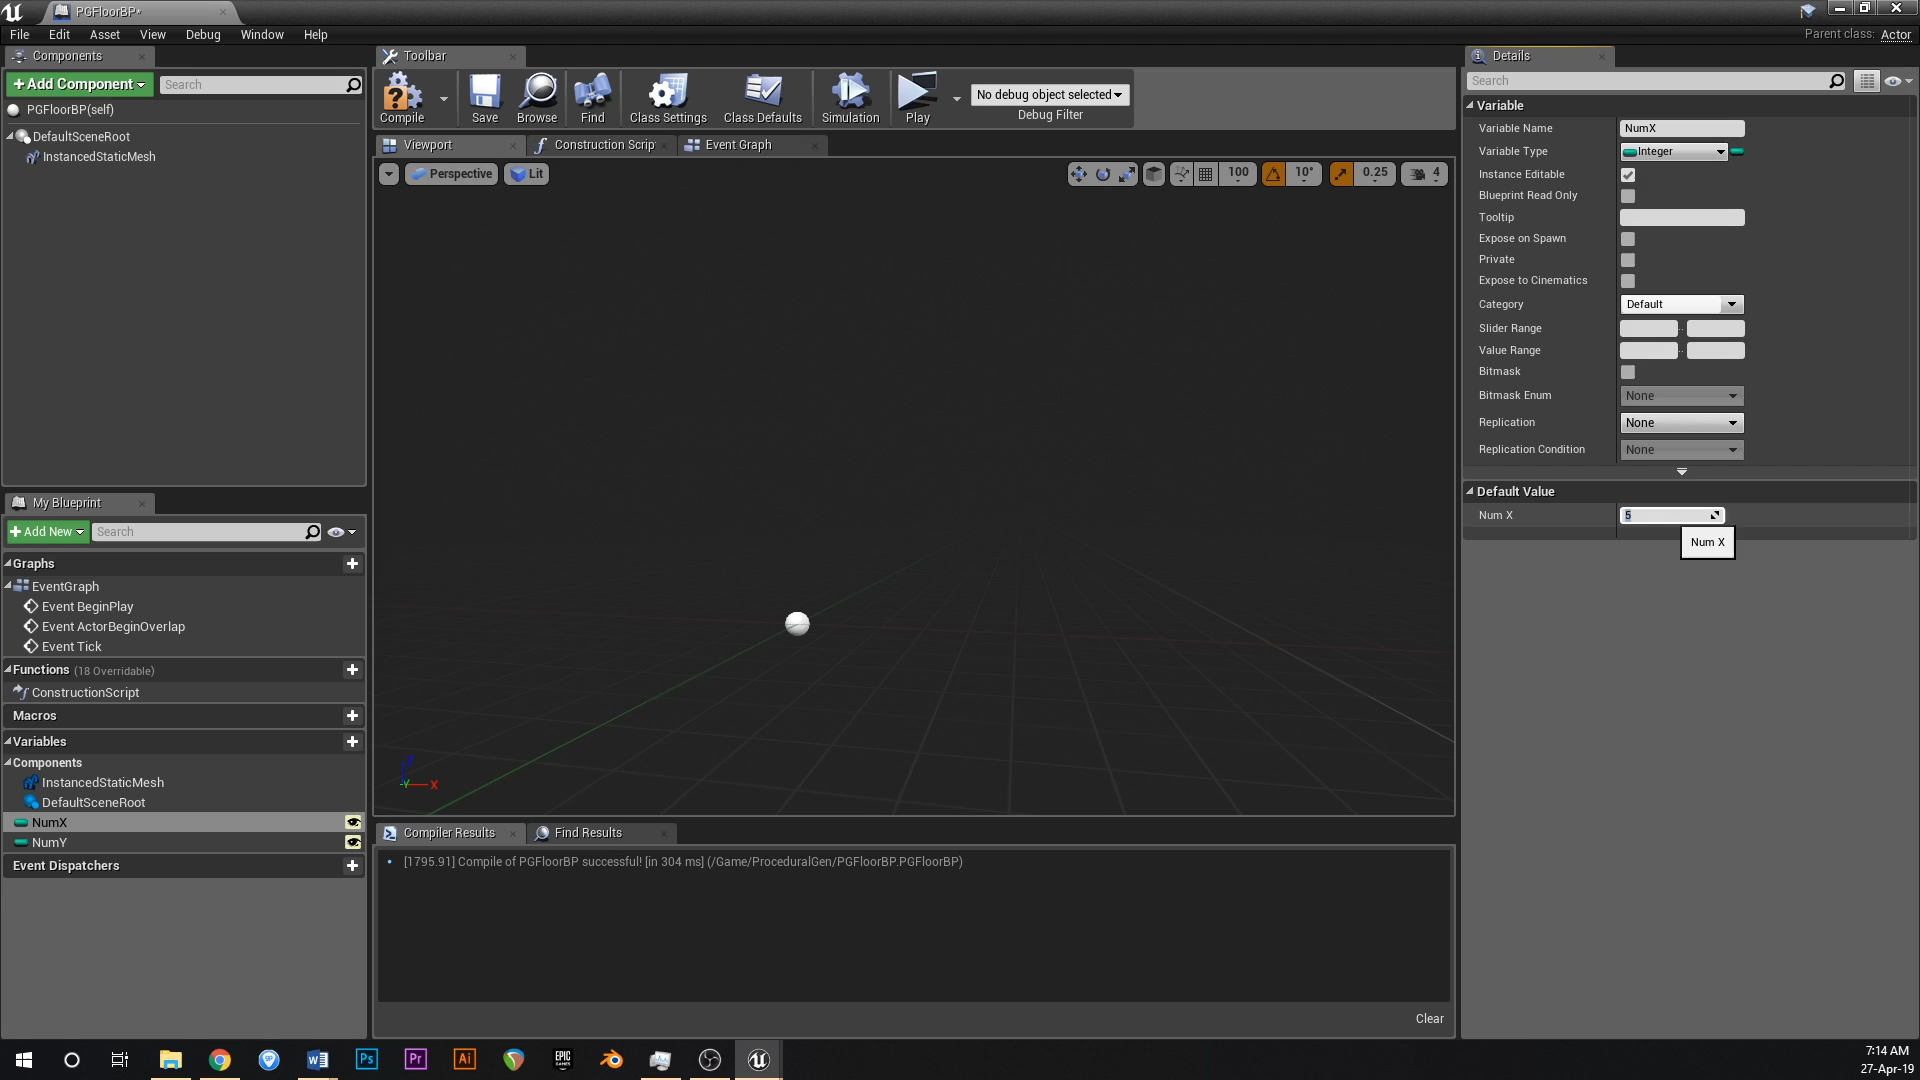 PGFloorBP*
File Edit Asset View Debug Window Help
Parent class: Actor
Components
+ Add Component
Search
PGFloorBP(self)
DefaultSceneRoot
InstancedStaticMesh
My Blueprint
+ Add New
Search
Graphs
EventGraph
Event BeginPlay
Event ActorBeginOverlap
Event Tick
Functions (18 Overridable)
ConstructionScript
Macros
Variables
Components
InstancedStaticMesh
DefaultSceneRoot
NumX
NumY
Event Dispatchers
Toolbar
Compile
Save
Browse
Find
Class Settings
Class Defaults
Simulation
Play
No debug object selected
Debug Filter
Viewport
Construction Scrip
Event Graph
Perspective
Lit
100
10°
0.25
4
Z
Y
X
Compiler Results
Find Results
[1795.91] Compile of PGFloorBP successful! [in 304 ms] (/Game/ProceduralGen/PGFloorBP.PGFloorBP)
Clear
Details
Search
Variable
Variable Name NumX
Variable Type Integer
Instance Editable
Blueprint Read Only
Tooltip
Expose on Spawn
Private
Expose to Cinematics
Category Default
Slider Range
Value Range
Bitmask
Bitmask Enum None
Replication None
Replication Condition None
Default Value
Num X 5
Num X
Ps
Pr
Ai
EPIC
GAMES
7:14 AM
27-Apr-19